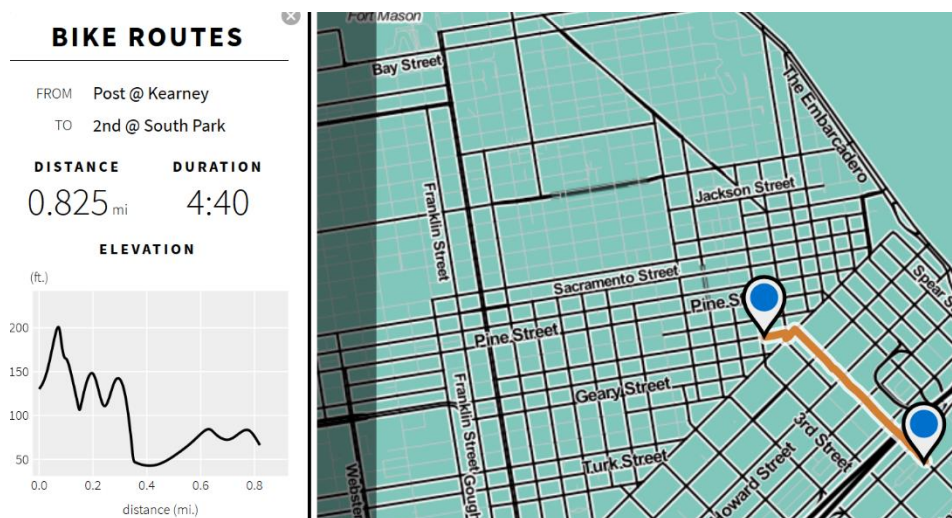 BIKE ROUTES
FROM Post @ Kearney
TO 2nd @ South Park
DISTANCE DURATION
0.825 mi 4:40
ELEVATION
(ft.)
200
150
100
50
0.0 0.2 0.4 0.6 0.8
distance (mi.)
Fort Mason
Bay Street
The Embarcadero
Franklin Street
Jackson Street
Sacramento Street
Spear S
Pine St
Pine Street
Geary Street
Franklin Street
Gough
3rd Street
Turk Street
Howard Street
Webster